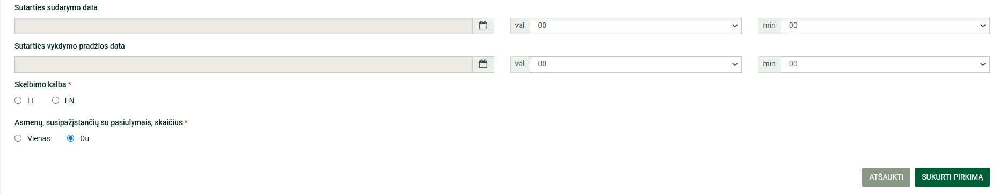 Sutarties sudarymo data
val 00 min 00
Sutarties vykdymo pradžios data
val 00 min 00
Skelbimo kalba *
LT EN
Asmenų, susipažįstančių su pasiūlymais, skaičius *
Vienas Du
ATŠAUKTI SUKURTI PIRKIMĄ